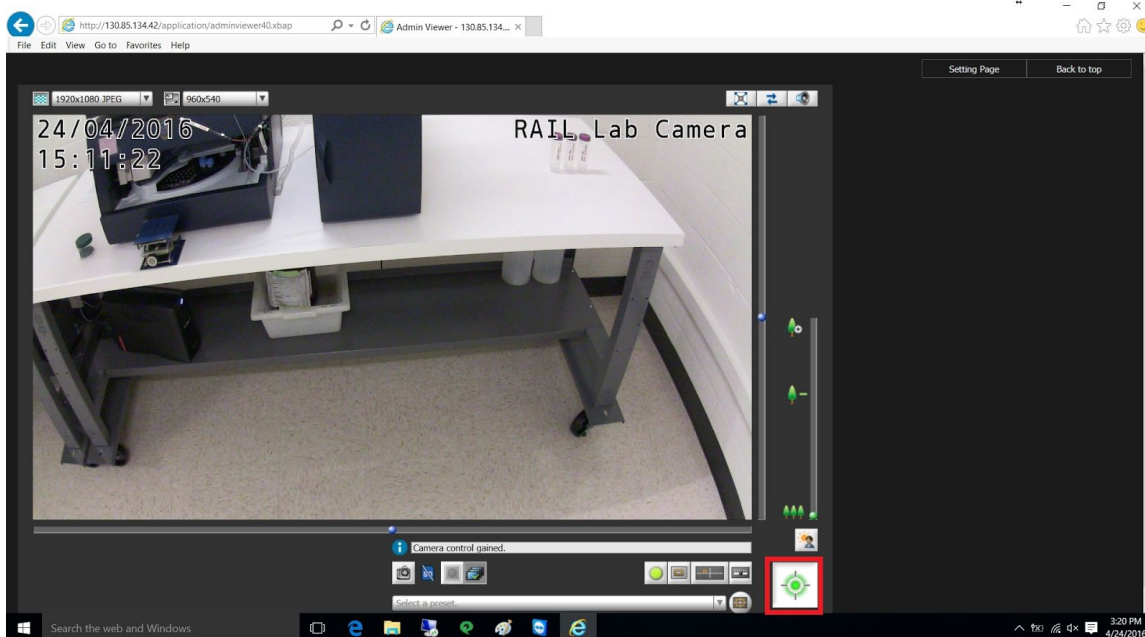 http://130.85.134.42/application/adminviewer40.xbap
Admin Viewer - 130.85.134...
File Edit View Go to Favorites Help
Setting Page Back to top
1920x1080 JPEG 960x540
24/04/2016 RAIL Lab Camera
15:11:22
Camera control gained.
Select a preset.
Search the web and Windows
3:20 PM
4/24/2016